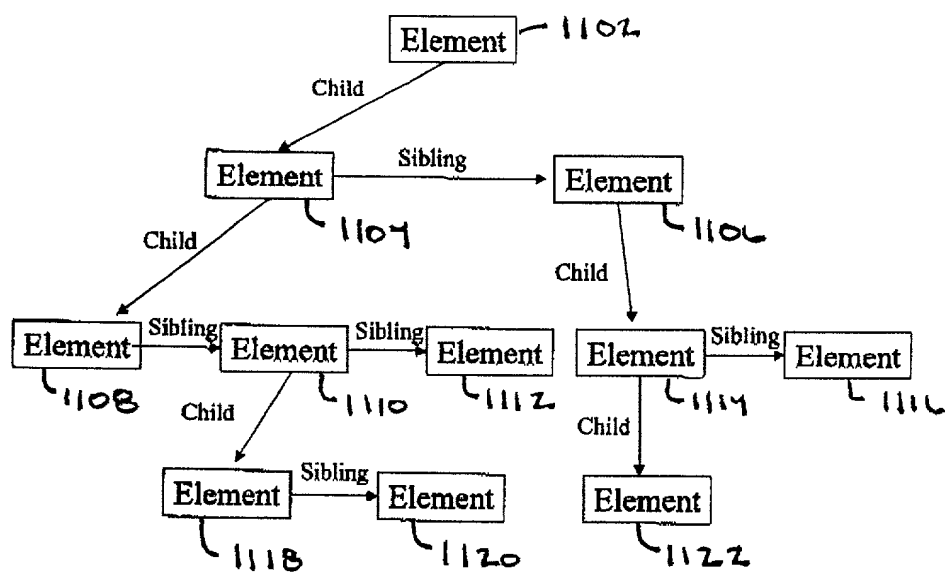 Element 1102
Child
Element Sibling Element
1104 1106
Child Child
Element Sibling Element Sibling Element Element Sibling Element
1108 1110 1112 1114 1116
Child Child
Element Sibling Element Element
1118 1120 1122